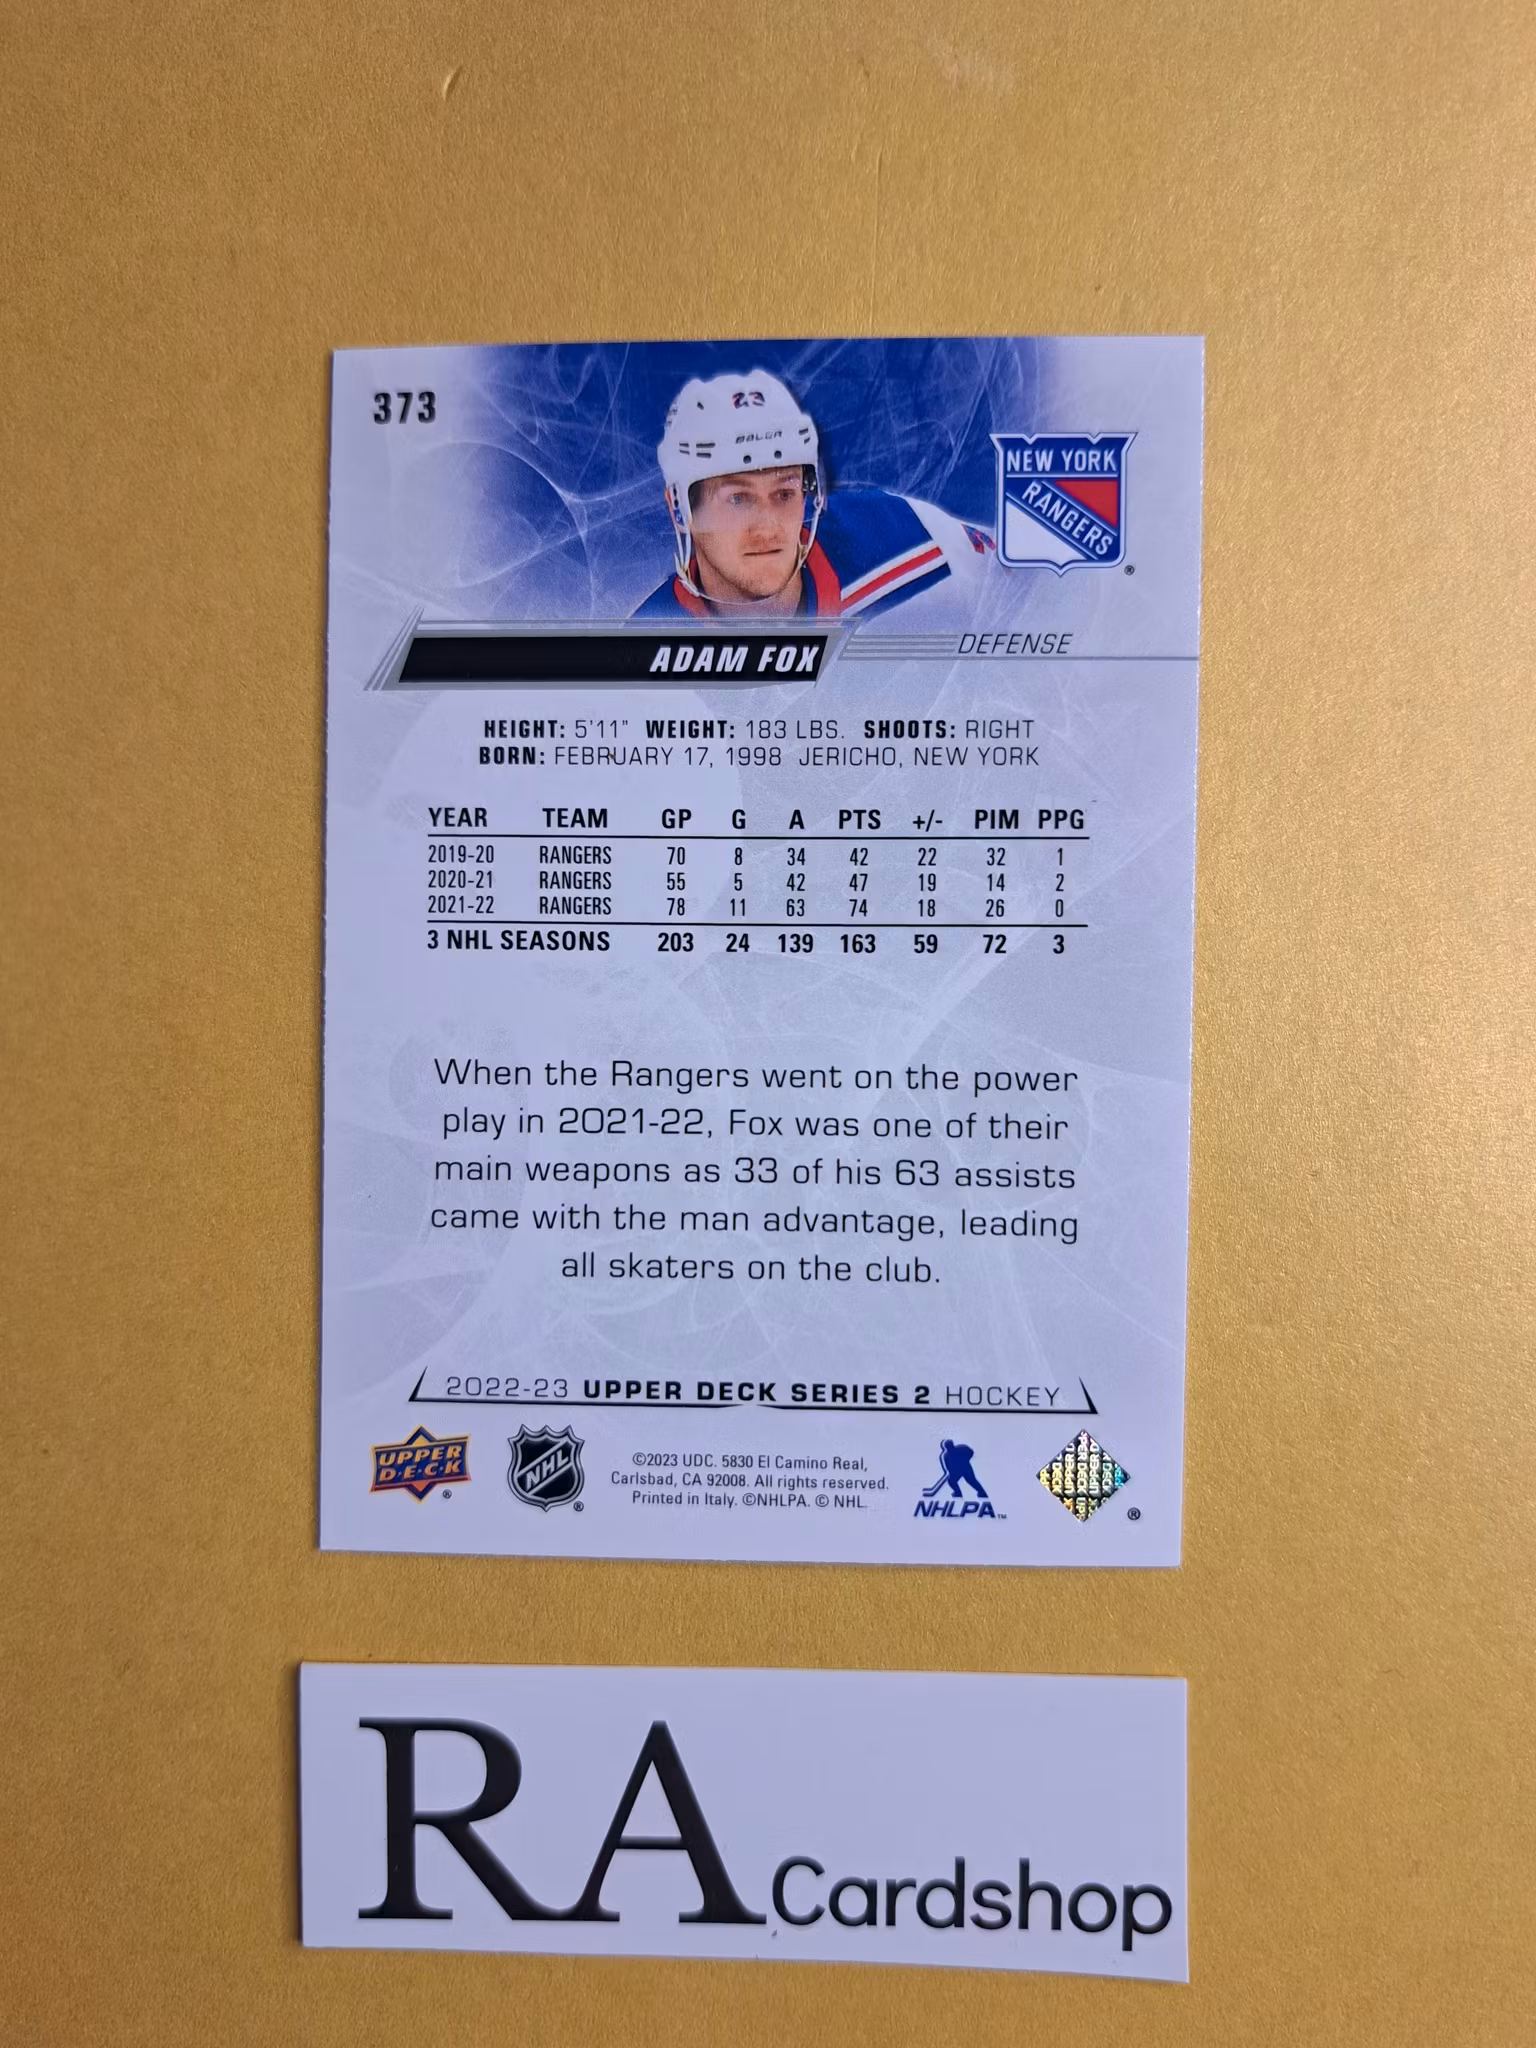 373
23
BAUER
NEW YORK
RANGERS
®
ADAM FOX
DEFENSE
HEIGHT: 5'11" WEIGHT: 183 LBS. SHOOTS: RIGHT
BORN: FEBRUARY 17, 1998 JERICHO, NEW YORK
YEAR TEAM GP G A PTS +/- PIM PPG
2019-20 RANGERS 70 8 34 42 22 32 1
2020-21 RANGERS 55 5 42 47 19 14 2
2021-22 RANGERS 78 11 63 74 18 26 0
3 NHL SEASONS 203 24 139 163 59 72 3
When the Rangers went on the power
play in 2021-22, Fox was one of their
main weapons as 33 of his 63 assists
came with the man advantage, leading
all skaters on the club.
2022-23 UPPER DECK SERIES 2 HOCKEY
UPPER
D·E·C·K
®
NHL
®
©2023 UDC. 5830 El Camino Real,
Carlsbad, CA 92008. All rights reserved.
Printed in Italy. ©NHLPA. © NHL.
NHLPA™
®
RA Cardshop